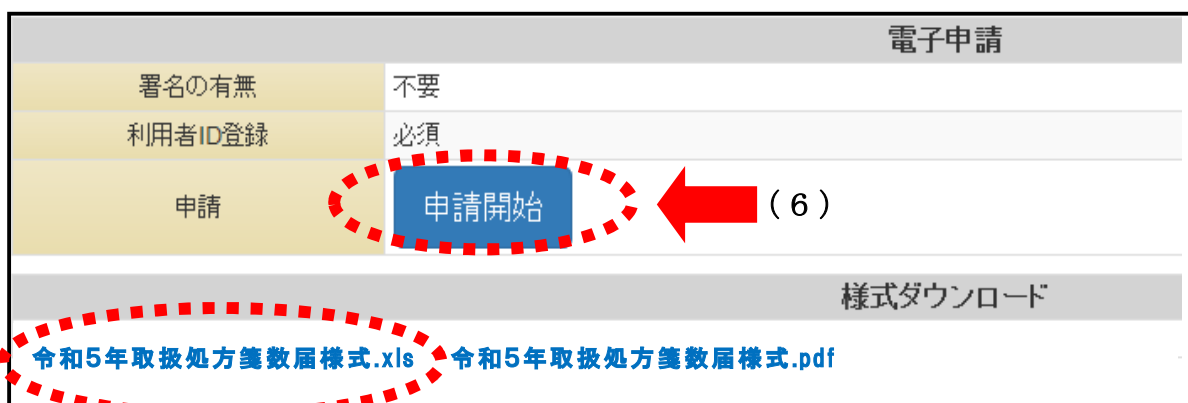 電子申請
署名の有無 不要
利用者ID登録 必須
申請 申請開始 (6)
様式ダウンロード
令和5年取扱処方箋数届様式.xls 令和5年取扱処方箋数届様式.pdf